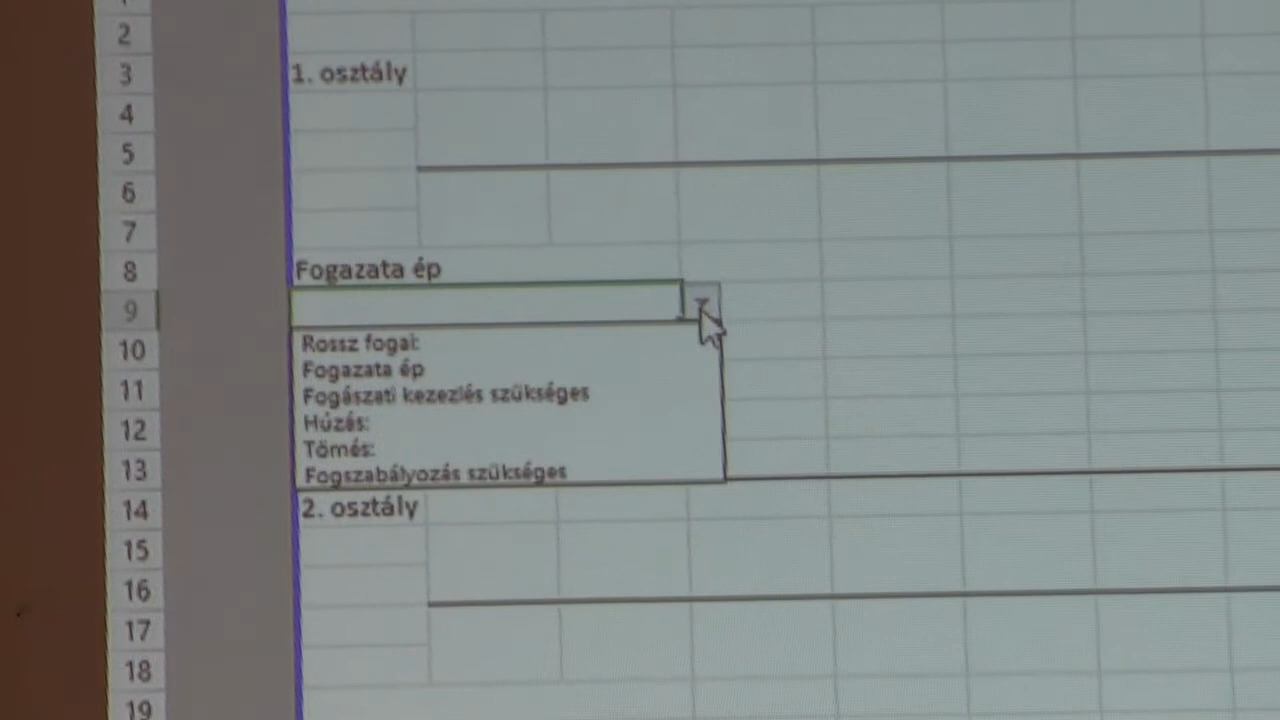 2
3
1. osztály
4
5
6
7
8
Fogazata ép
9
10
Rossz fogai:
Fogazata ép
11
Fogászati kezezlés szükséges
12
Húzás:
Tömés:
13
Fogszabályozás szükséges
14
2. osztály
15
16
17
18
19